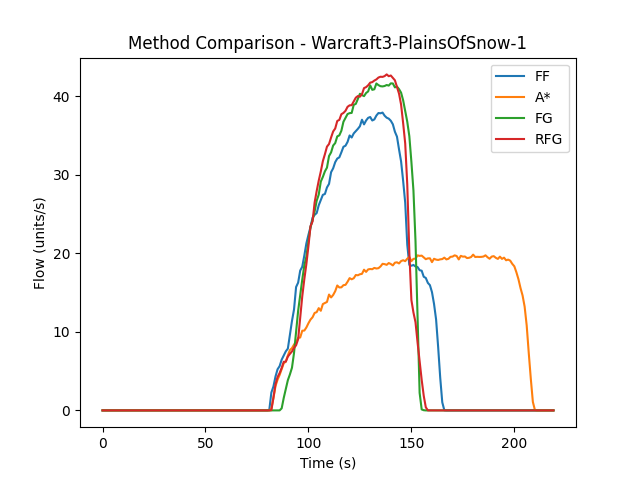 Method Comparison - Warcraft3-PlainsOfSnow-1
FF
A*
FG
RFG
Flow (units/s)
40
30
20
10
0
0 50 100 150 200
Time (s)